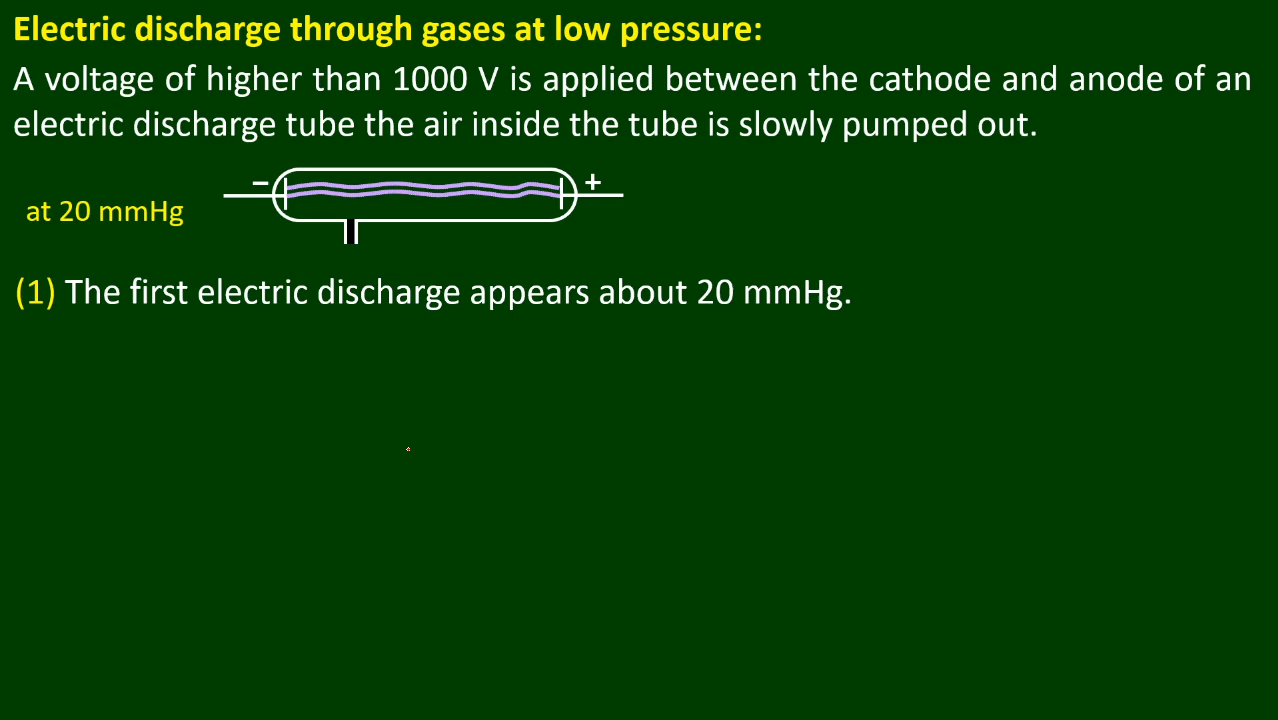 Electric discharge through gases at low pressure:
A voltage of higher than 1000 V is applied between the cathode and anode of an
electric discharge tube the air inside the tube is slowly pumped out.
− +
at 20 mmHg
(1) The first electric discharge appears about 20 mmHg.